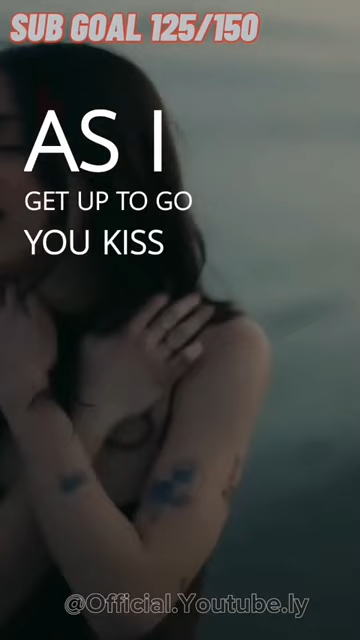 SUB GOAL 125/150
AS I
GET UP TO GO
YOU KISS
@Official.Youtube.ly